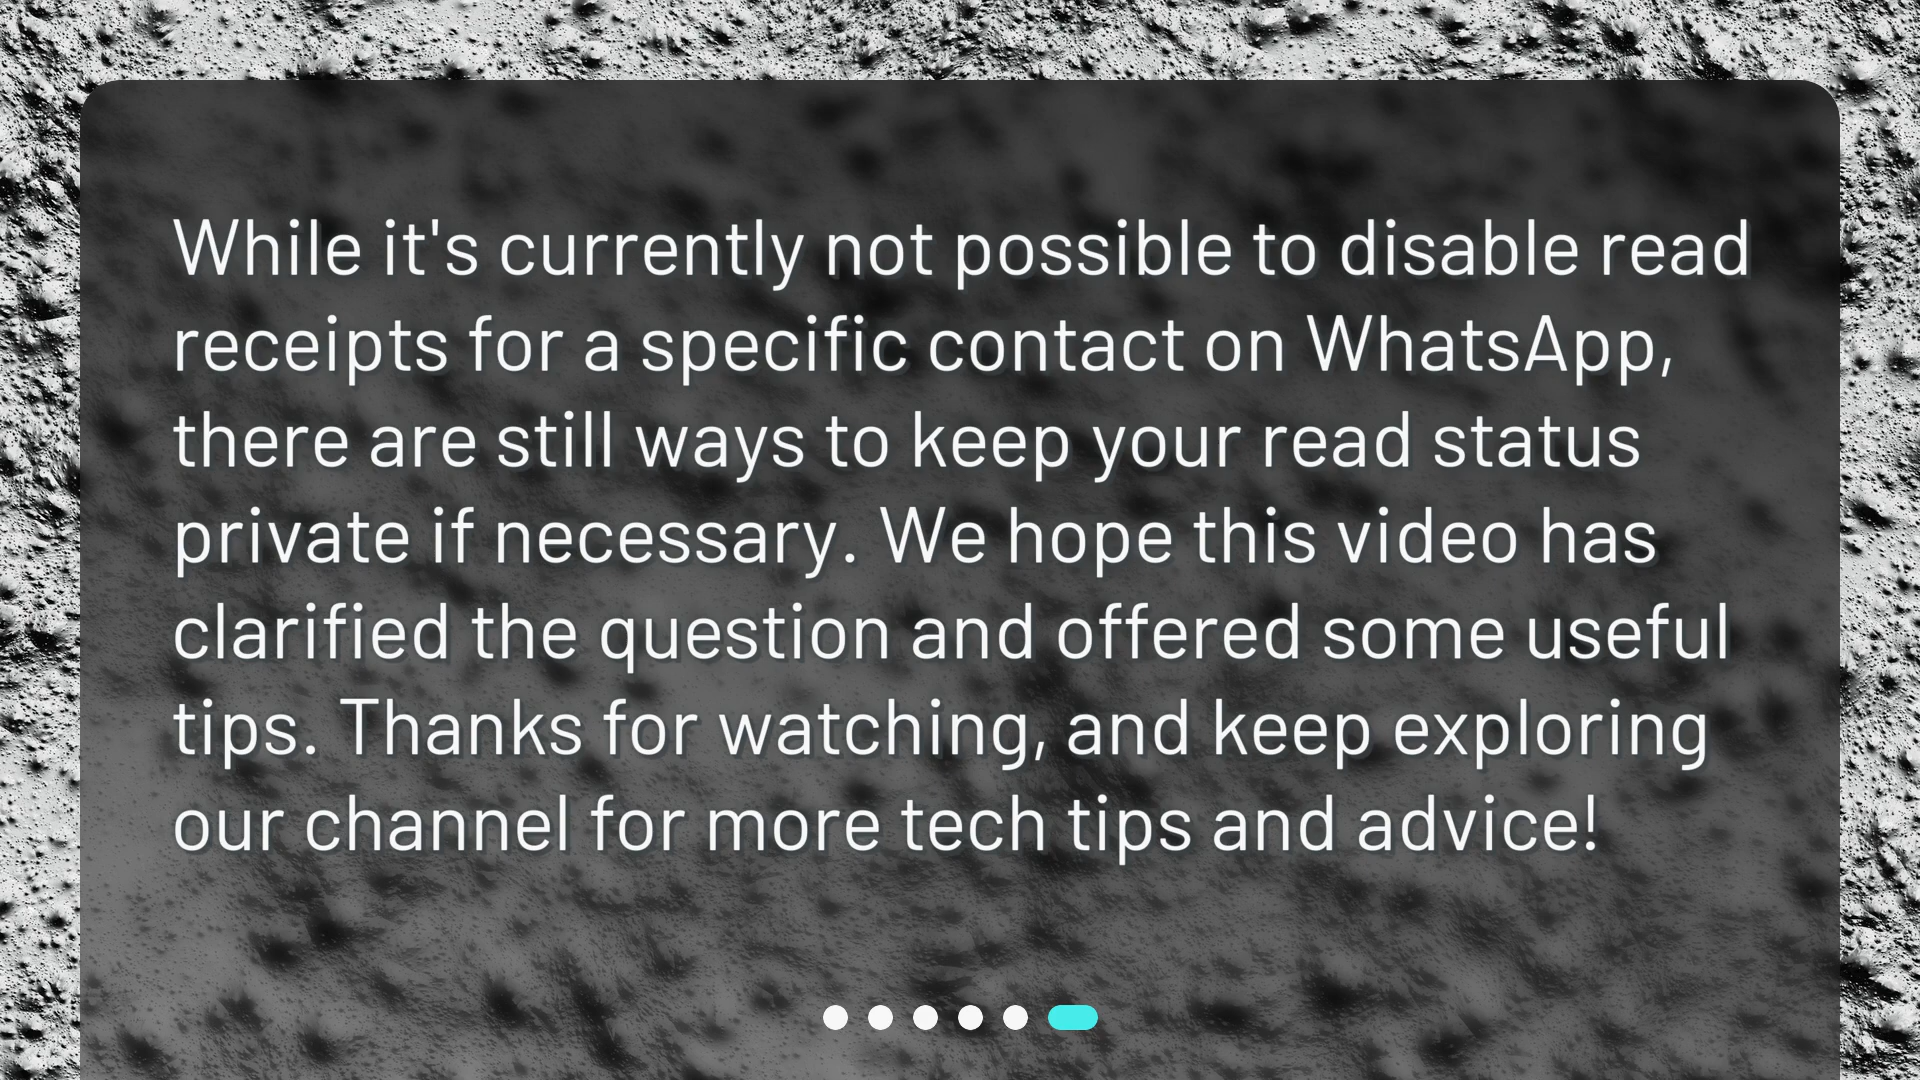 While it's currently not possible to disable read
receipts for a specific contact on WhatsApp,
there are still ways to keep your read status
private if necessary. We hope this video has
clarified the question and offered some useful
tips. Thanks for watching, and keep exploring
our channel for more tech tips and advice!